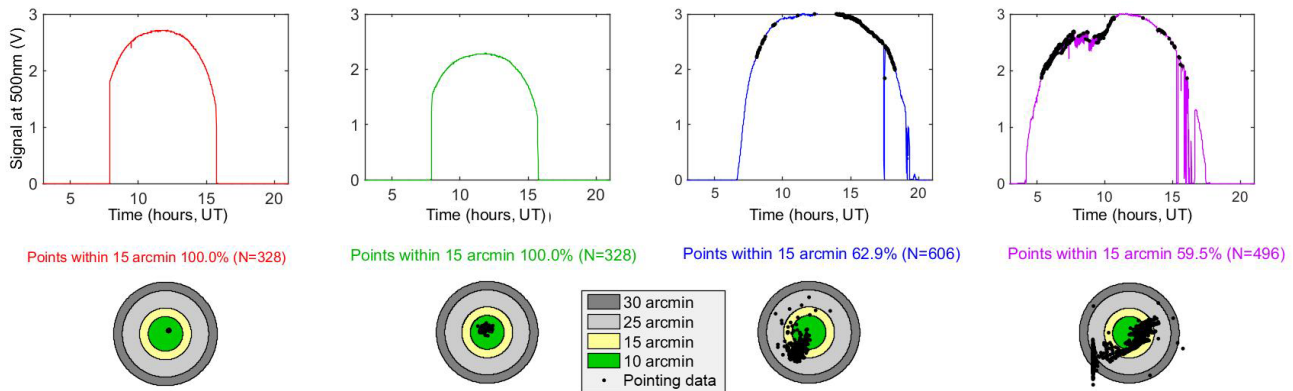 Signal at 500nm (V)
3
2
1
0
5 10 15 20
Time (hours, UT)
3
2
1
0
5 10 15 20
Time (hours, UT) )
3
2
1
0
5 10 15 20
Time (hours, UT)
3
2
1
0
5 10 15 20
Time (hours, UT)
Points within 15 arcmin 100.0% (N=328)
Points within 15 arcmin 100.0% (N=328)
Points within 15 arcmin 62.9% (N=606)
Points within 15 arcmin 59.5% (N=496)
30 arcmin
25 arcmin
15 arcmin
10 arcmin
Pointing data